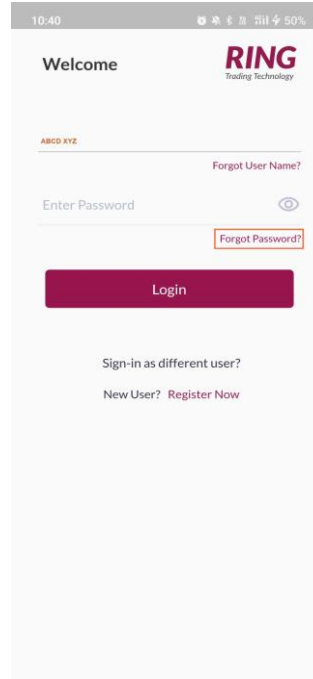 10:40
50%
Welcome
RING
Trading Technology
ABCD XYZ
Forgot User Name?
Enter Password
Forgot Password?
Login
Sign-in as different user?
New User? Register Now